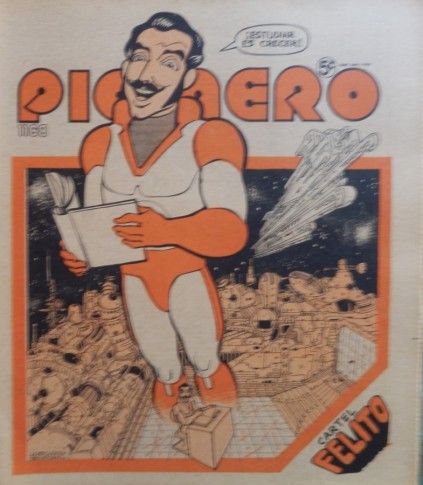 ¡ESTUDIAR
ES CRECER!
PIONERO
5¢
1168
CARTEL
FELITO